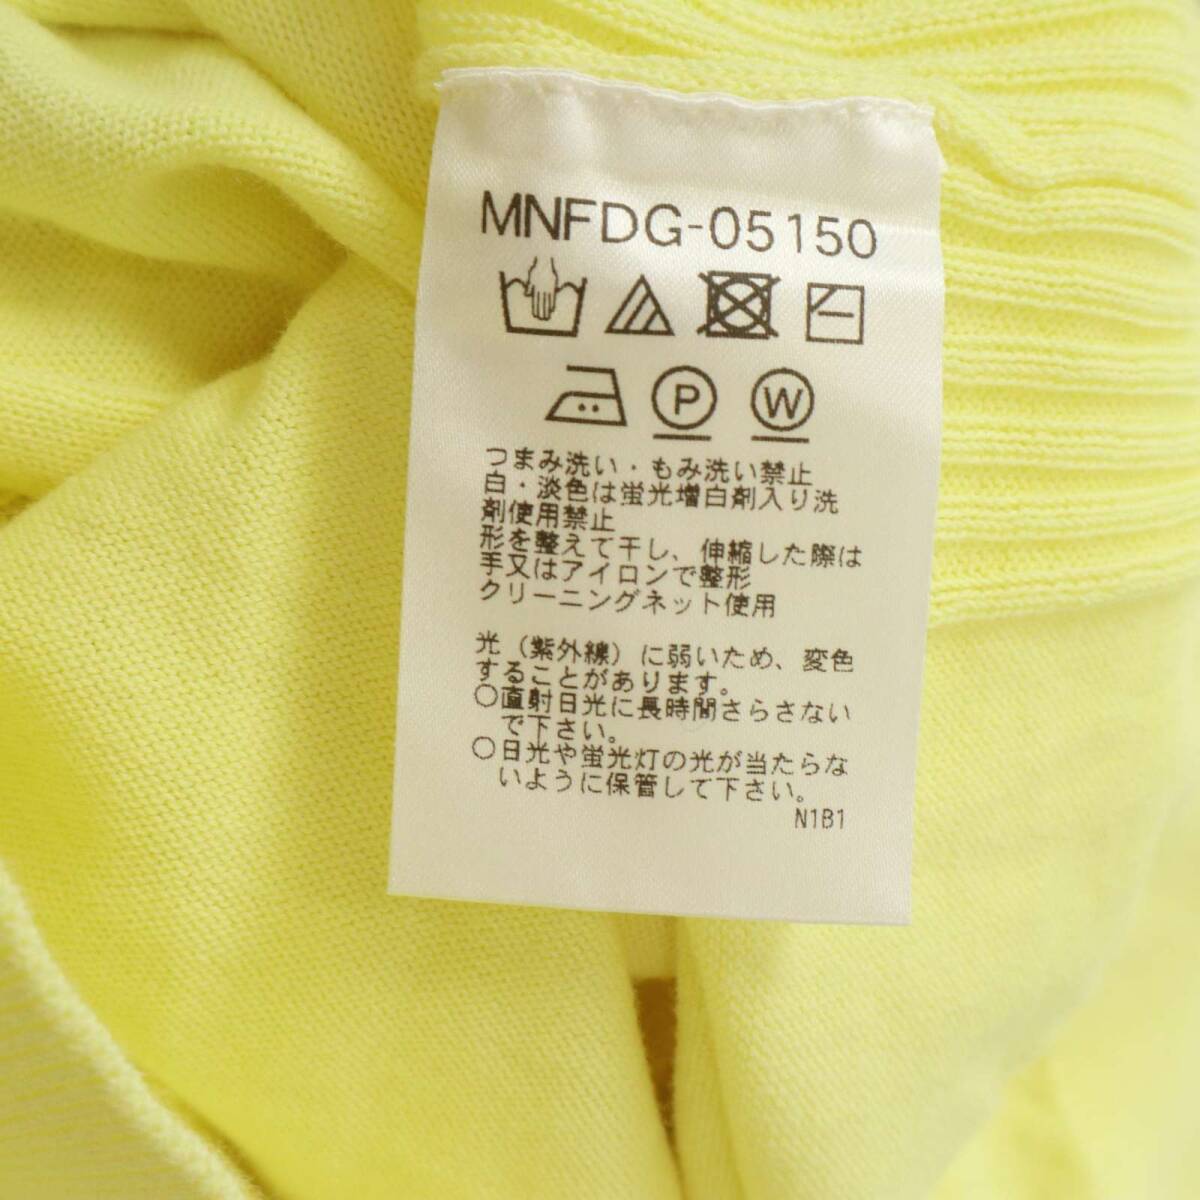 MNFDG-05150
P W
つまみ洗い・もみ洗い禁止
白・淡色は蛍光増白剤入り洗
剤使用禁止
形を整えて干し、伸縮した際は
手又はアイロンで整形
クリーニングネット使用
光（紫外線）に弱いため、変色
することがあります。
○直射日光に長時間さらさない
で下さい。
○日光や蛍光灯の光が当たらな
いように保管して下さい。
N1B1